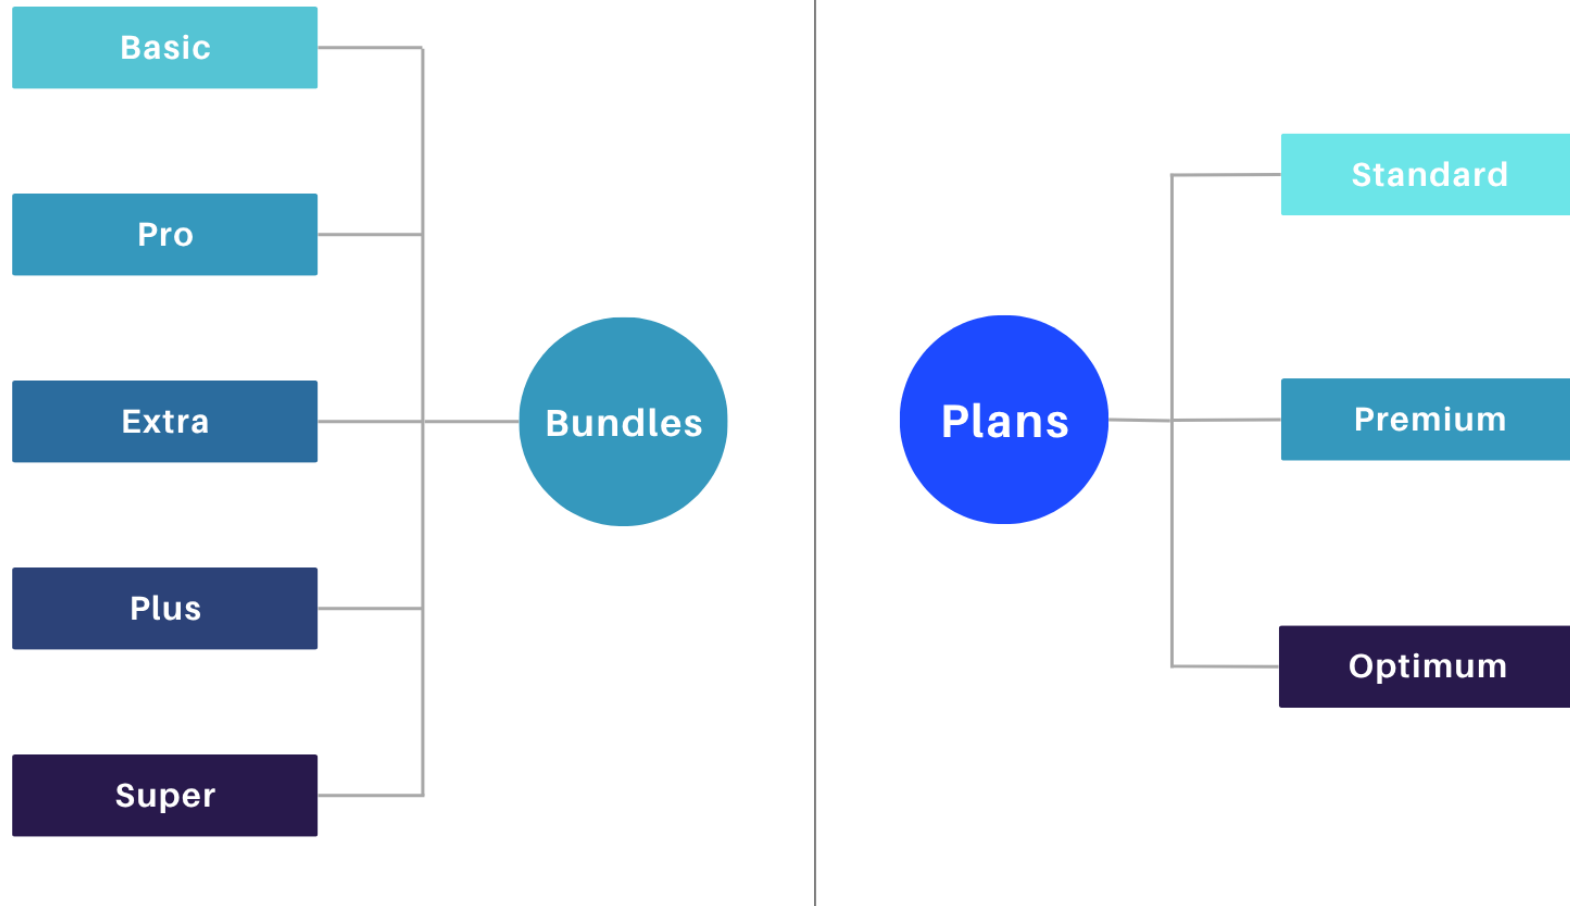 Basic
Pro
Extra
Plus
Super
Bundles
Plans
Standard
Premium
Optimum